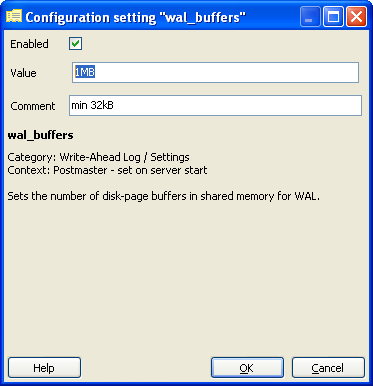 Configuration setting "wal_buffers"
Enabled
Value 1MB
Comment min 32kB
wal_buffers
Category: Write-Ahead Log / Settings
Context: Postmaster - set on server start
Sets the number of disk-page buffers in shared memory for WAL.
Help OK Cancel